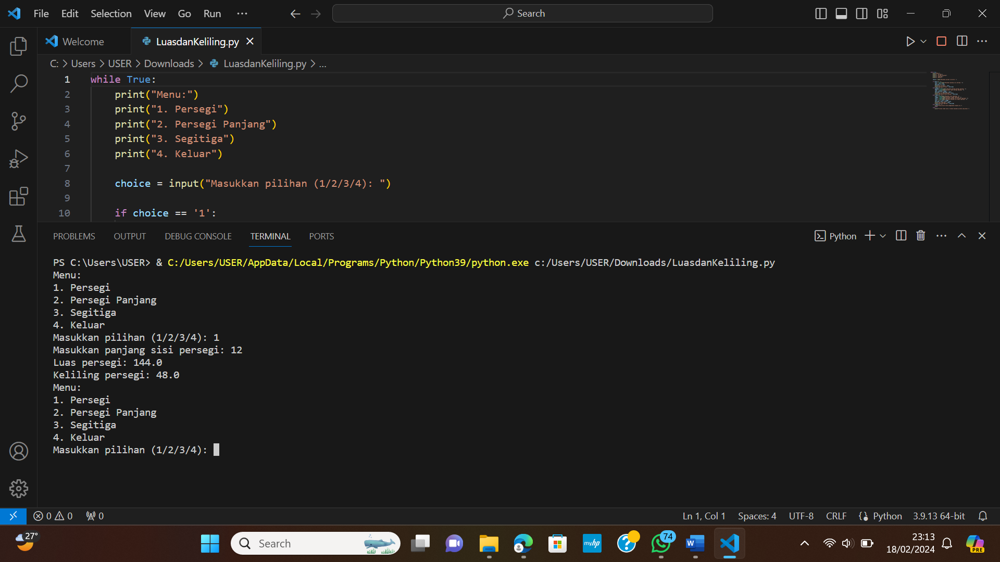 File Edit Selection View Go Run ··· Search
Welcome LuasdanKeliling.py
C: > Users > USER > Downloads > LuasdanKeliling.py > ...
1 while True:
2 print("Menu:")
3 print("1. Persegi")
4 print("2. Persegi Panjang")
5 print("3. Segitiga")
6 print("4. Keluar")
7
8 choice = input("Masukkan pilihan (1/2/3/4): ")
9
10 if choice == '1':
PROBLEMS OUTPUT DEBUG CONSOLE TERMINAL PORTS Python
PS C:\Users\USER> & C:/Users/USER/AppData/Local/Programs/Python/Python39/python.exe c:/Users/USER/Downloads/LuasdanKeliling.py
Menu:
1. Persegi
2. Persegi Panjang
3. Segitiga
4. Keluar
Masukkan pilihan (1/2/3/4): 1
Masukkan panjang sisi persegi: 12
Luas persegi: 144.0
Keliling persegi: 48.0
Menu:
1. Persegi
2. Persegi Panjang
3. Segitiga
4. Keluar
Masukkan pilihan (1/2/3/4):
0 0 0 Ln 1, Col 1 Spaces: 4 UTF-8 CRLF Python 3.9.13 64-bit
27° Search myhp 74 W PRE
23:13
18/02/2024